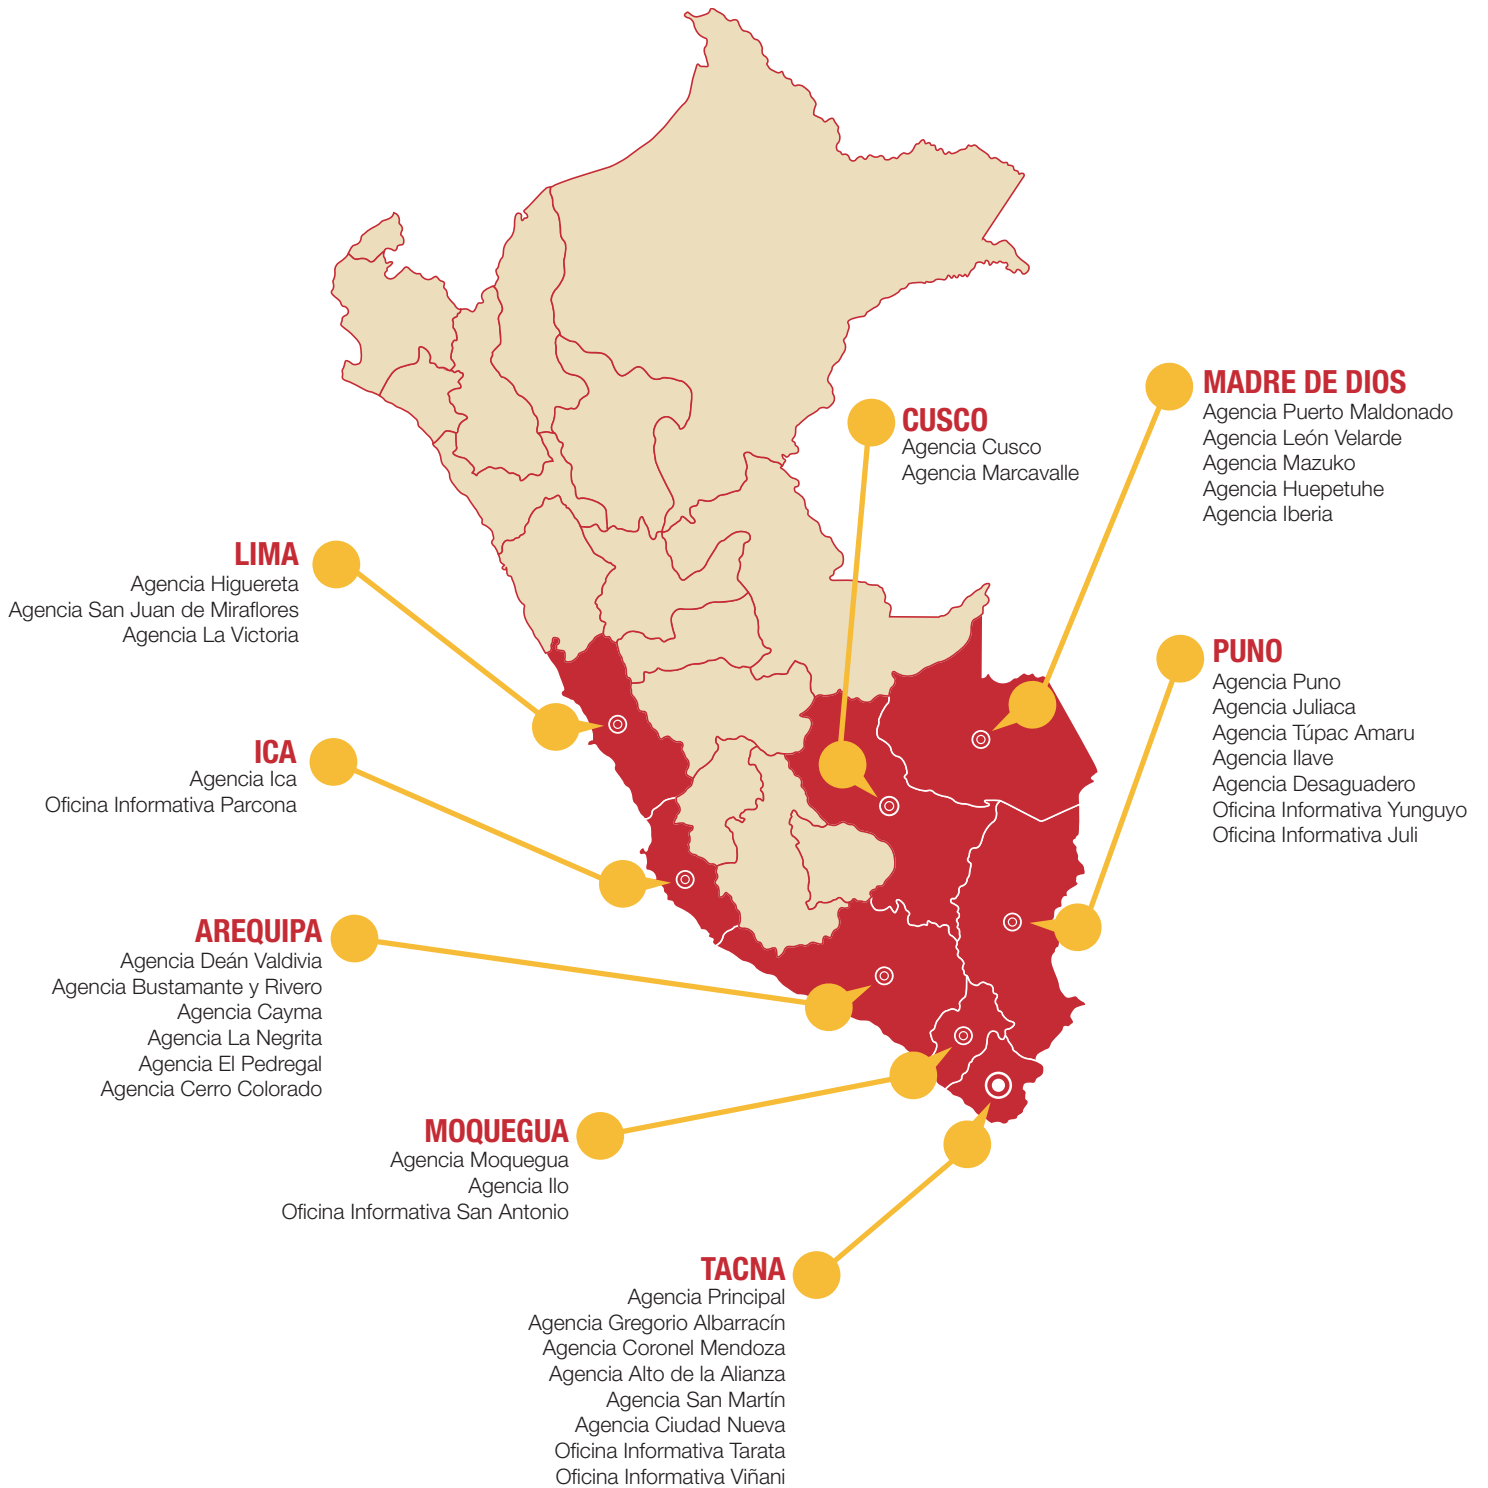 MADRE DE DIOS
Agencia Puerto Maldonado
Agencia León Velarde
Agencia Mazuko
Agencia Huepetuhe
Agencia Iberia
CUSCO
Agencia Cusco
Agencia Marcavalle
LIMA
Agencia Higuereta
Agencia San Juan de Miraflores
Agencia La Victoria
PUNO
Agencia Puno
Agencia Juliaca
Agencia Túpac Amaru
Agencia Ilave
Agencia Desaguadero
Oficina Informativa Yunguyo
Oficina Informativa Juli
ICA
Agencia Ica
Oficina Informativa Parcona
AREQUIPA
Agencia Deán Valdivia
Agencia Bustamante y Rivero
Agencia Cayma
Agencia La Negrita
Agencia El Pedregal
Agencia Cerro Colorado
MOQUEGUA
Agencia Moquegua
Agencia Ilo
Oficina Informativa San Antonio
TACNA
Agencia Principal
Agencia Gregorio Albarracín
Agencia Coronel Mendoza
Agencia Alto de la Alianza
Agencia San Martín
Agencia Ciudad Nueva
Oficina Informativa Tarata
Oficina Informativa Viñani